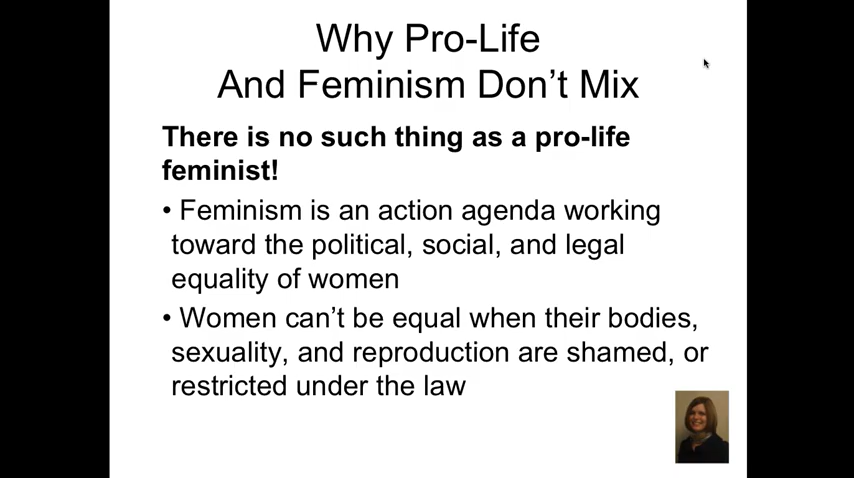 Why Pro-Life
And Feminism Don’t Mix
There is no such thing as a pro-life
feminist!
• Feminism is an action agenda working
toward the political, social, and legal
equality of women
• Women can’t be equal when their bodies,
sexuality, and reproduction are shamed, or
restricted under the law